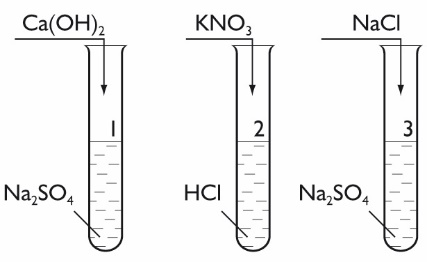 Ca(OH)₂ KNO₃ NaCl
1 2 3
Na₂SO₄ HCl Na₂SO₄